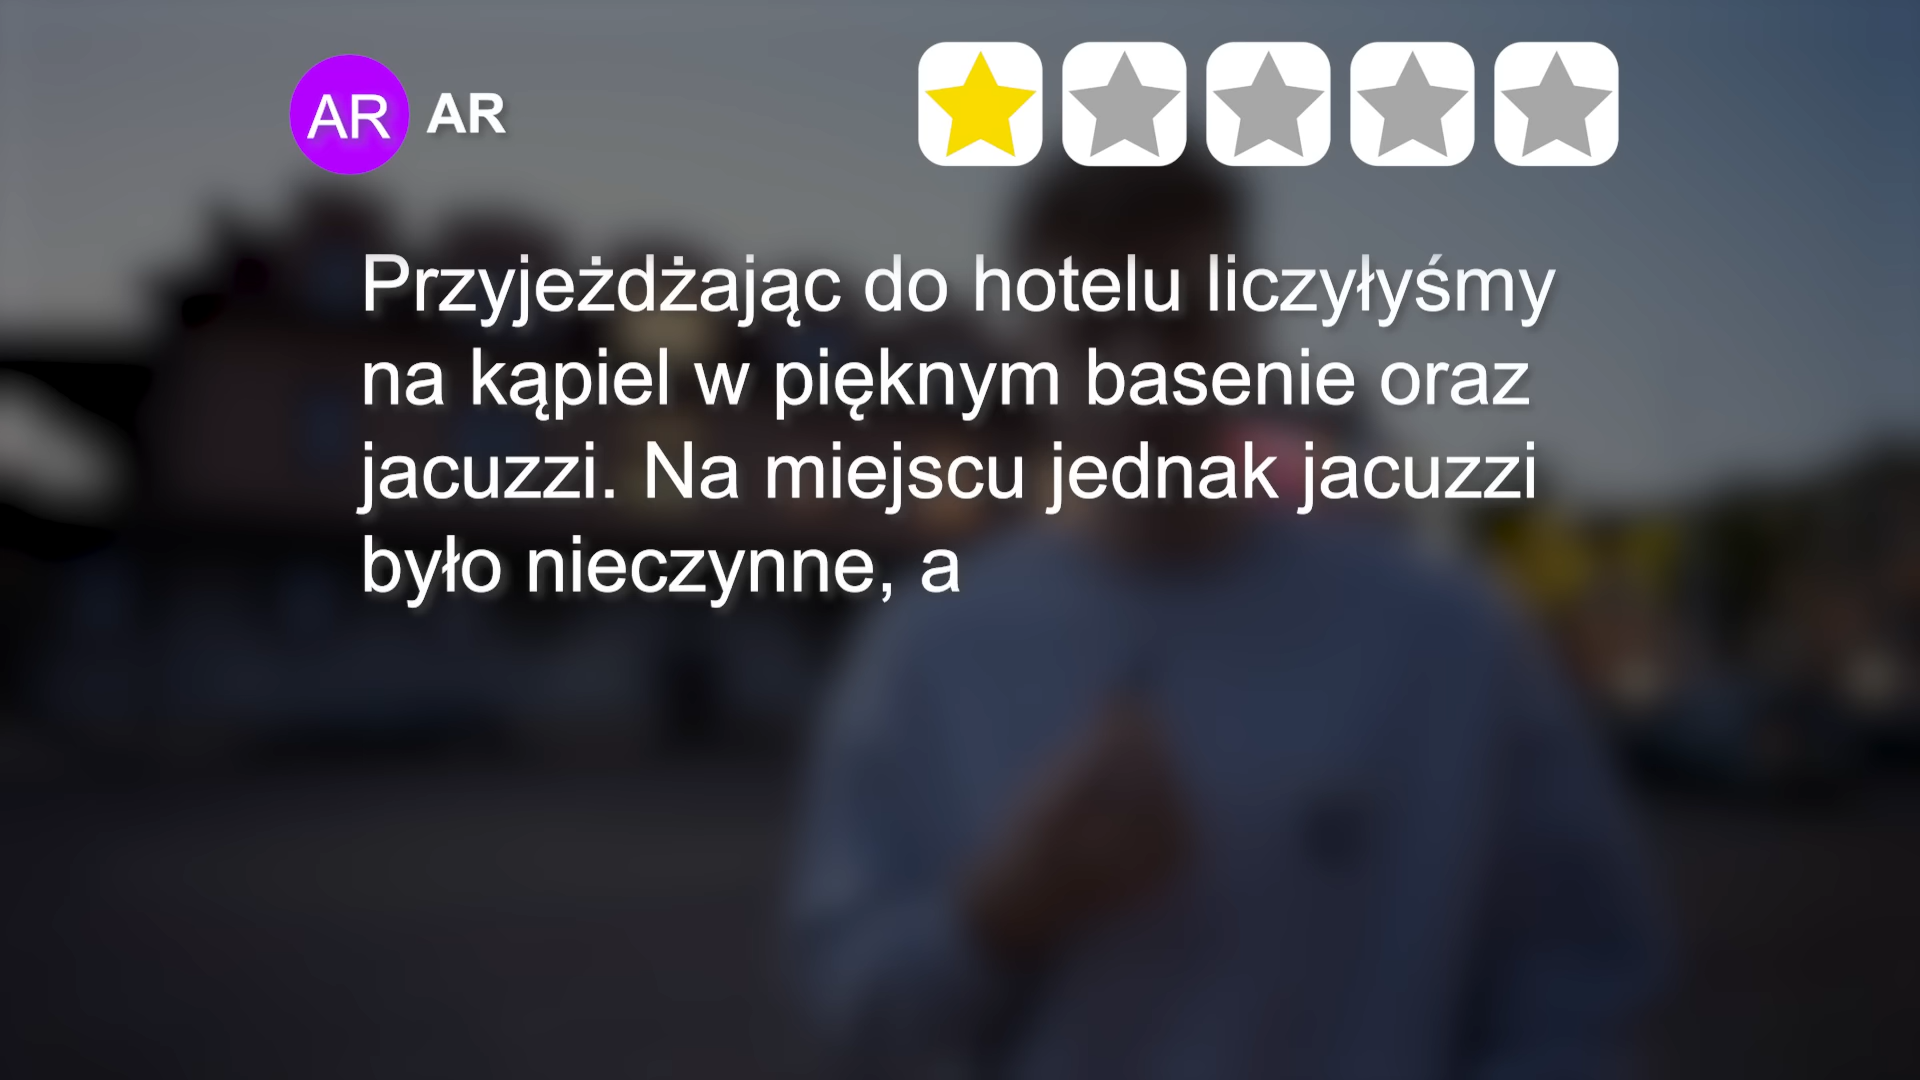 AR AR
Przyjeżdżając do hotelu liczyłyśmy
na kąpiel w pięknym basenie oraz
jacuzzi. Na miejscu jednak jacuzzi
było nieczynne, a